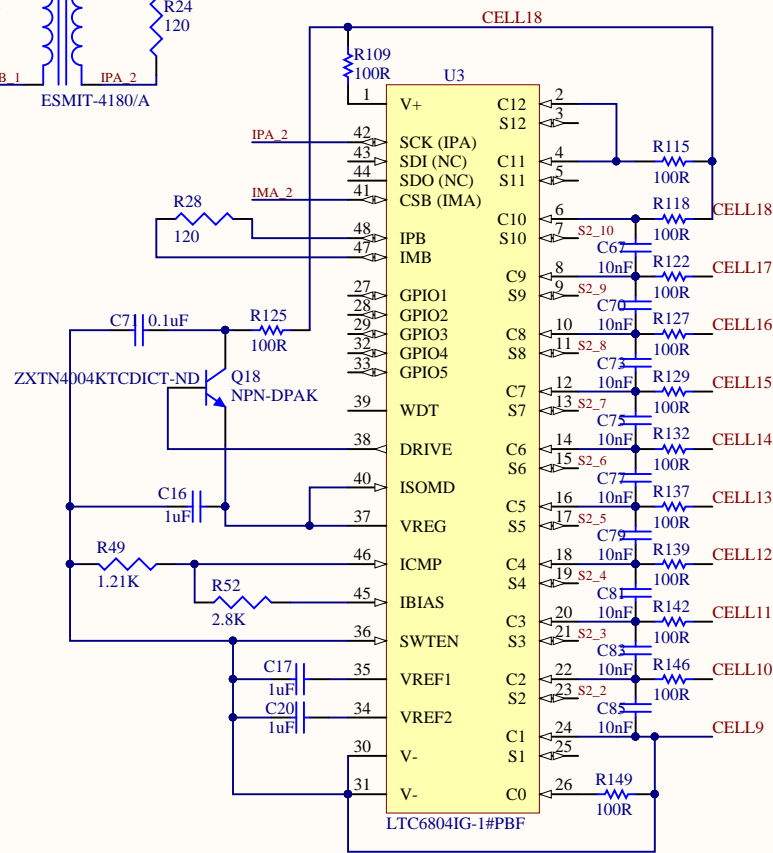 R24
120
CELL18
B_1
IPA_2
ESMIT-4180/A
R109
100R
U3
1
V+
C12
2
S12
3
IPA_2
42
SCK (IPA)
43
SDI (NC)
C11
4
R115
100R
44
SDO (NC)
S11
5
IMA_2
41
CSB (IMA)
R28
120
C10
6
R118
100R
CELL18
48
IPB
S10
7
S2_10
C67
10nF
47
IMB
C9
8
R122
100R
CELL17
27
GPIO1
S9
9
S2_9
C70
10nF
28
GPIO2
C71
0.1uF
R125
100R
29
GPIO3
C8
10
R127
100R
CELL16
32
GPIO4
S8
11
S2_8
C73
10nF
33
GPIO5
ZXTN4004KTCDICT-ND
Q18
NPN-DPAK
C7
12
R129
100R
CELL15
39
WDT
S7
13
S2_7
C75
10nF
38
DRIVE
C6
14
R132
100R
CELL14
S6
15
S2_6
C77
10nF
40
ISOMD
C16
1uF
C5
16
R137
100R
CELL13
37
VREG
S5
17
S2_5
C79
10nF
R49
1.21K
46
ICMP
C4
18
R139
100R
CELL12
R52
2.8K
S4
19
S2_4
C81
10nF
45
IBIAS
C3
20
R142
100R
CELL11
36
SWTEN
S3
21
S2_3
C83
10nF
C17
1uF
35
VREF1
C2
22
R146
100R
CELL10
S2
23
S2_2
C85
10nF
C20
1uF
34
VREF2
C1
24
CELL9
30
V-
S1
25
31
V-
C0
26
R149
100R
LTC6804IG-1#PBF